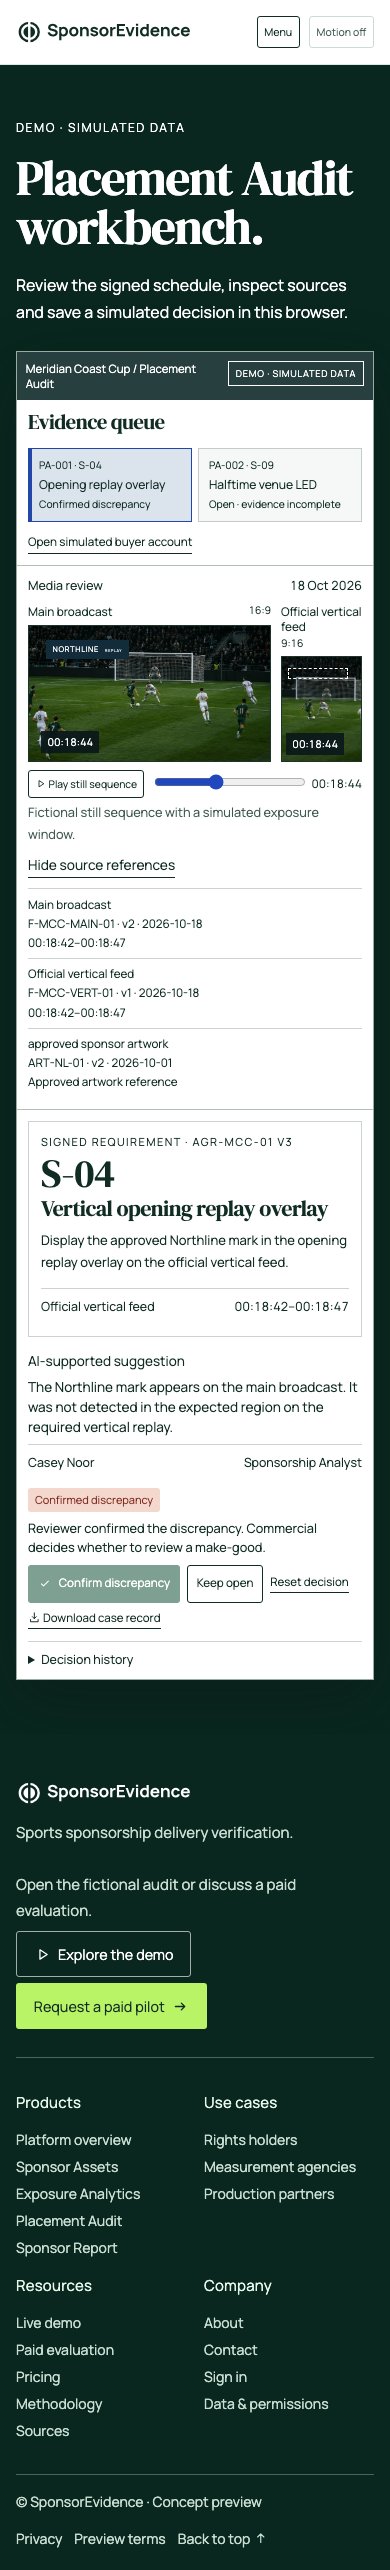 SponsorEvidence
Menu
Motion off
DEMO · SIMULATED DATA
Placement Audit
workbench.
Review the signed schedule, inspect sources
and save a simulated decision in this browser.
Meridian Coast Cup / Placement
Audit
DEMO · SIMULATED DATA
Evidence queue
PA-001 · S-04
Opening replay overlay
Confirmed discrepancy
PA-002 · S-09
Halftime venue LED
Open · evidence incomplete
Open simulated buyer account
Media review
18 Oct 2026
Main broadcast
16:9
NORTHLINE REPLAY
00:18:44
Official vertical
feed
9:16
00:18:44
Play still sequence
00:18:44
Fictional still sequence with a simulated exposure
window.
Hide source references
Main broadcast
F-MCC-MAIN-01 · v2 · 2026-10-18
00:18:42–00:18:47
Official vertical feed
F-MCC-VERT-01 · v1 · 2026-10-18
00:18:42–00:18:47
approved sponsor artwork
ART-NL-01 · v2 · 2026-10-01
Approved artwork reference
SIGNED REQUIREMENT · AGR-MCC-01 V3
S-04
Vertical opening replay overlay
Display the approved Northline mark in the opening
replay overlay on the official vertical feed.
Official vertical feed
00:18:42–00:18:47
AI-supported suggestion
The Northline mark appears on the main broadcast. It
was not detected in the expected region on the
required vertical replay.
Casey Noor
Sponsorship Analyst
Confirmed discrepancy
Reviewer confirmed the discrepancy. Commercial
decides whether to review a make-good.
Confirm discrepancy
Keep open
Reset decision
Download case record
Decision history
SponsorEvidence
Sports sponsorship delivery verification.
Open the fictional audit or discuss a paid
evaluation.
Explore the demo
Request a paid pilot →
Products
Platform overview
Sponsor Assets
Exposure Analytics
Placement Audit
Sponsor Report
Use cases
Rights holders
Measurement agencies
Production partners
Resources
Live demo
Paid evaluation
Pricing
Methodology
Sources
Company
About
Contact
Sign in
Data & permissions
© SponsorEvidence · Concept preview
Privacy
Preview terms
Back to top ↑